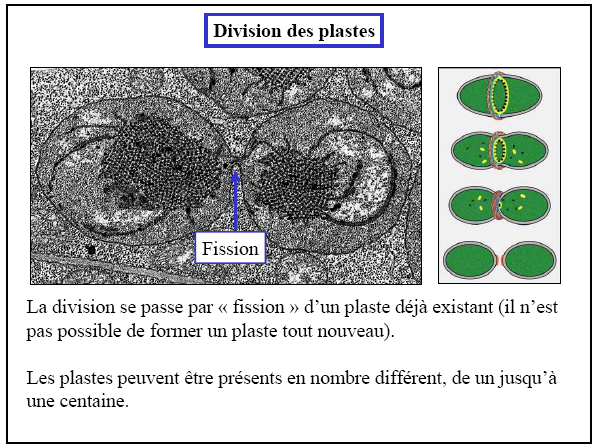 Division des plastes
Fission
La division se passe par « fission » d’un plaste déjà existant (il n’est
pas possible de former un plaste tout nouveau).
Les plastes peuvent être présents en nombre différent, de un jusqu’à
une centaine.